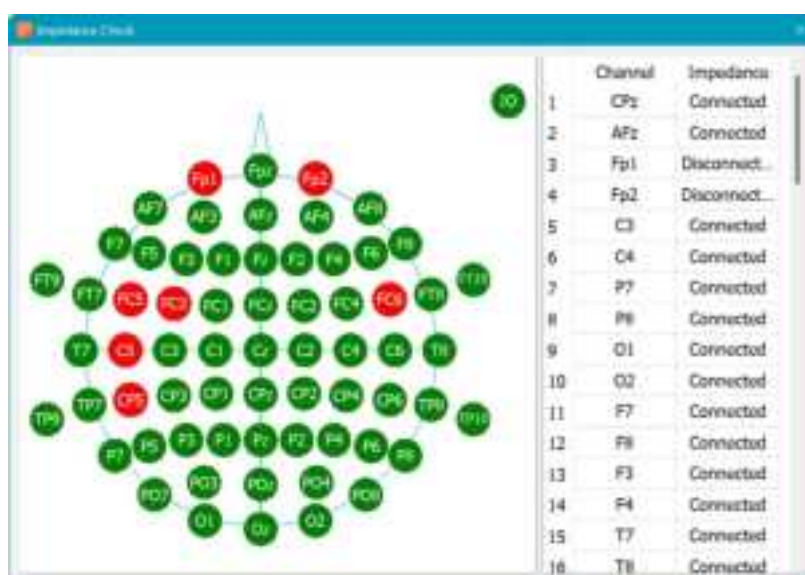 Impedance Check
IO
Fp1 Fpz Fp2
AF7 AF3 AFz AF4 AF8
F7 F5 F3 F1 Fz F2 F4 F6 F8
FT9 FT7 FC5 FC3 FC1 FCz FC2 FC4 FC6 FT8 FT10
T7 C5 C3 C1 Cz C2 C4 C6 T8
TP9 TP7 CP5 CP3 CP1 CPz CP2 CP4 CP6 TP8 TP10
P7 P5 P3 P1 Pz P2 P4 P6 P8
PO7 PO3 POz PO4 PO8
O1 Oz O2
Channel Impedance
1 CPz Connected
2 AFz Connected
3 Fp1 Disconnect...
4 Fp2 Disconnect...
5 C3 Connected
6 C4 Connected
7 P7 Connected
8 P8 Connected
9 O1 Connected
10 O2 Connected
11 F7 Connected
12 F8 Connected
13 F3 Connected
14 F4 Connected
15 T7 Connected
16 T8 Connected